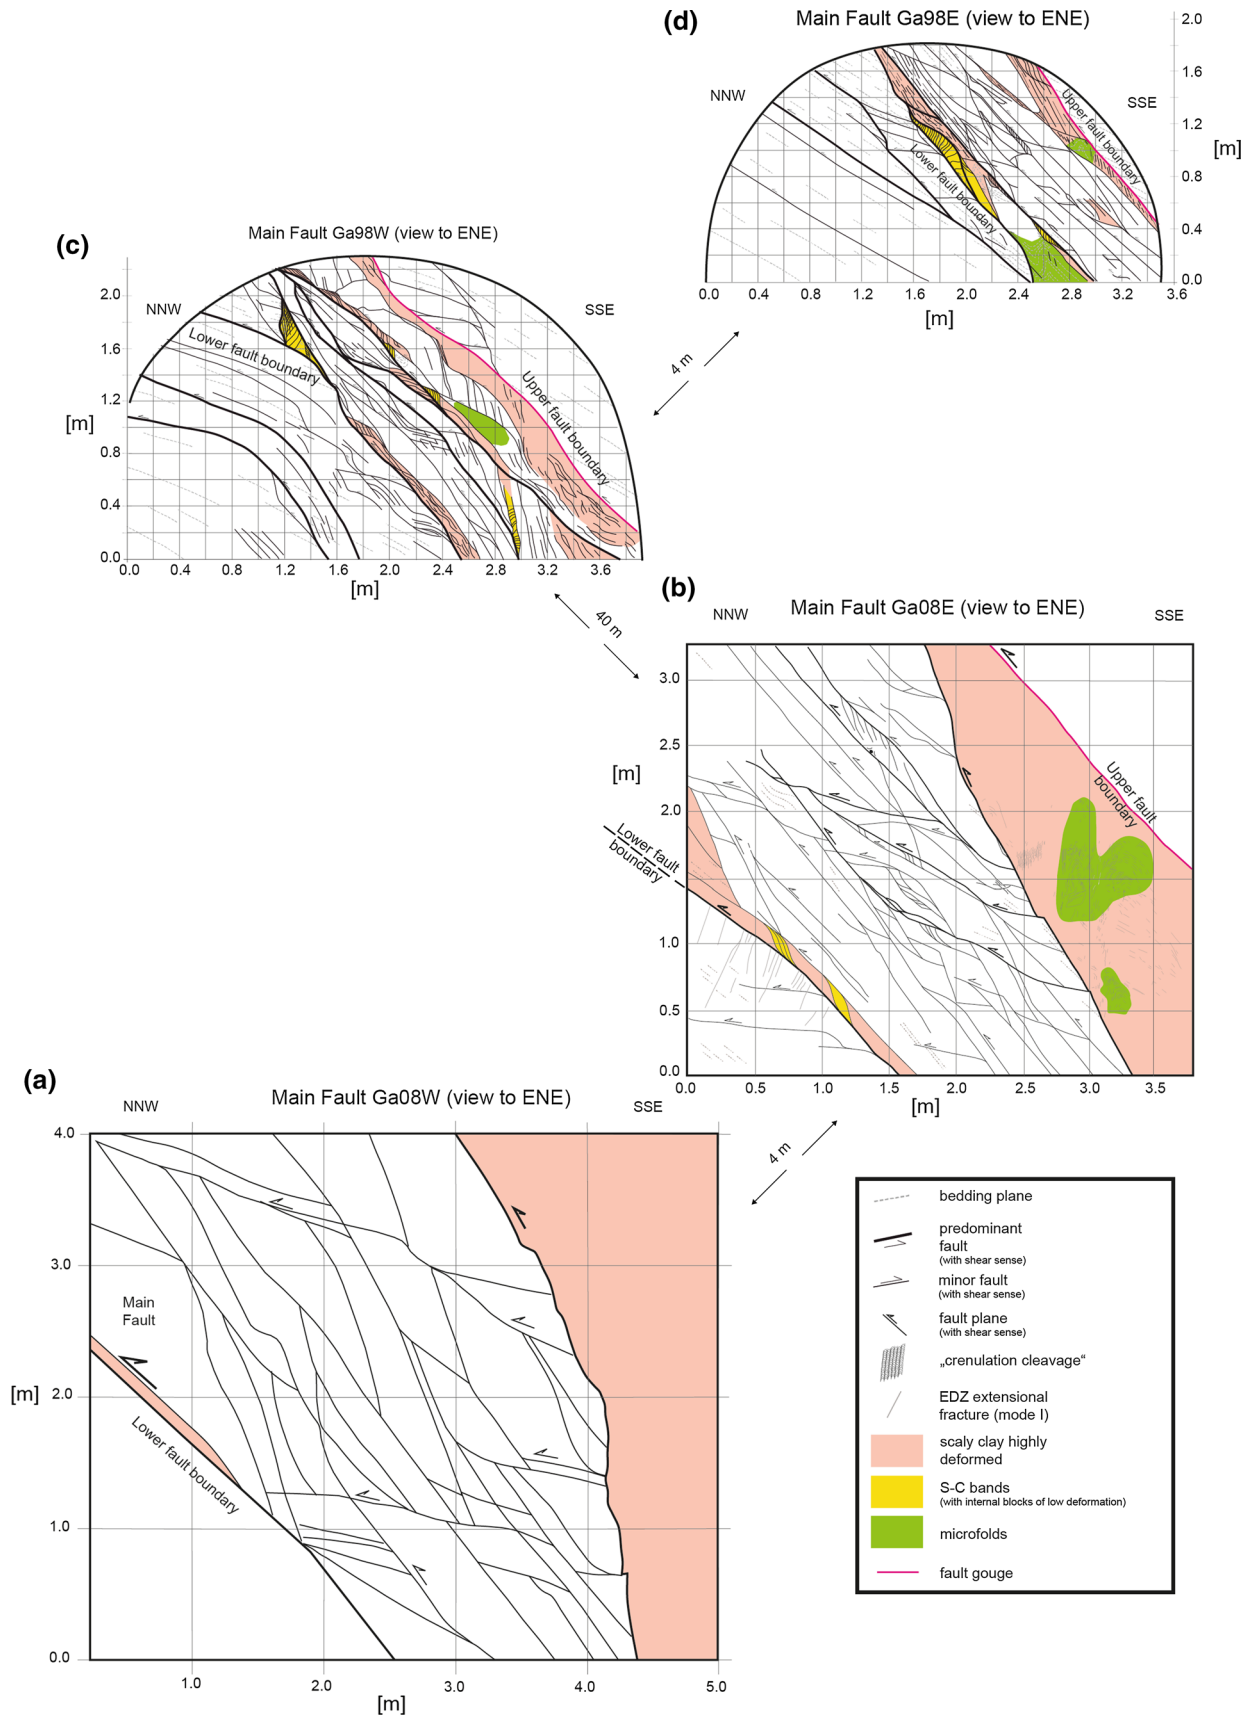 (d)
Main Fault Ga98E (view to ENE)
NNW
SSE
Upper fault boundary
Lower fault boundary
2.0
1.6
1.2
0.8
0.4
0.0
[m]
0.0 0.4 0.8 1.2 1.6 2.0 2.4 2.8 3.2 3.6
[m]
4 m
(c)
Main Fault Ga98W (view to ENE)
NNW
SSE
Lower fault boundary
Upper fault boundary
2.0
1.6
1.2
[m]
0.8
0.4
0.0
0.0 0.4 0.8 1.2 1.6 2.0 2.4 2.8 3.2 3.6
[m]
40 m
(b)
Main Fault Ga08E (view to ENE)
NNW
SSE
3.0
2.5
[m]
2.0
1.5
1.0
0.5
0.0
Upper fault
boundary
Lower fault
boundary
0.0 0.5 1.0 1.5 2.0 2.5 3.0 3.5
[m]
4 m
(a)
Main Fault Ga08W (view to ENE)
NNW
SSE
4.0
3.0
[m]
2.0
1.0
0.0
Main
Fault
Lower fault boundary
1.0 2.0 3.0 4.0 5.0
[m]
bedding plane
predominant
fault
(with shear sense)
minor fault
(with shear sense)
fault plane
(with shear sense)
„crenulation cleavage“
EDZ extensional
fracture (mode I)
scaly clay highly
deformed
S-C bands
(with internal blocks of low deformation)
microfolds
fault gouge